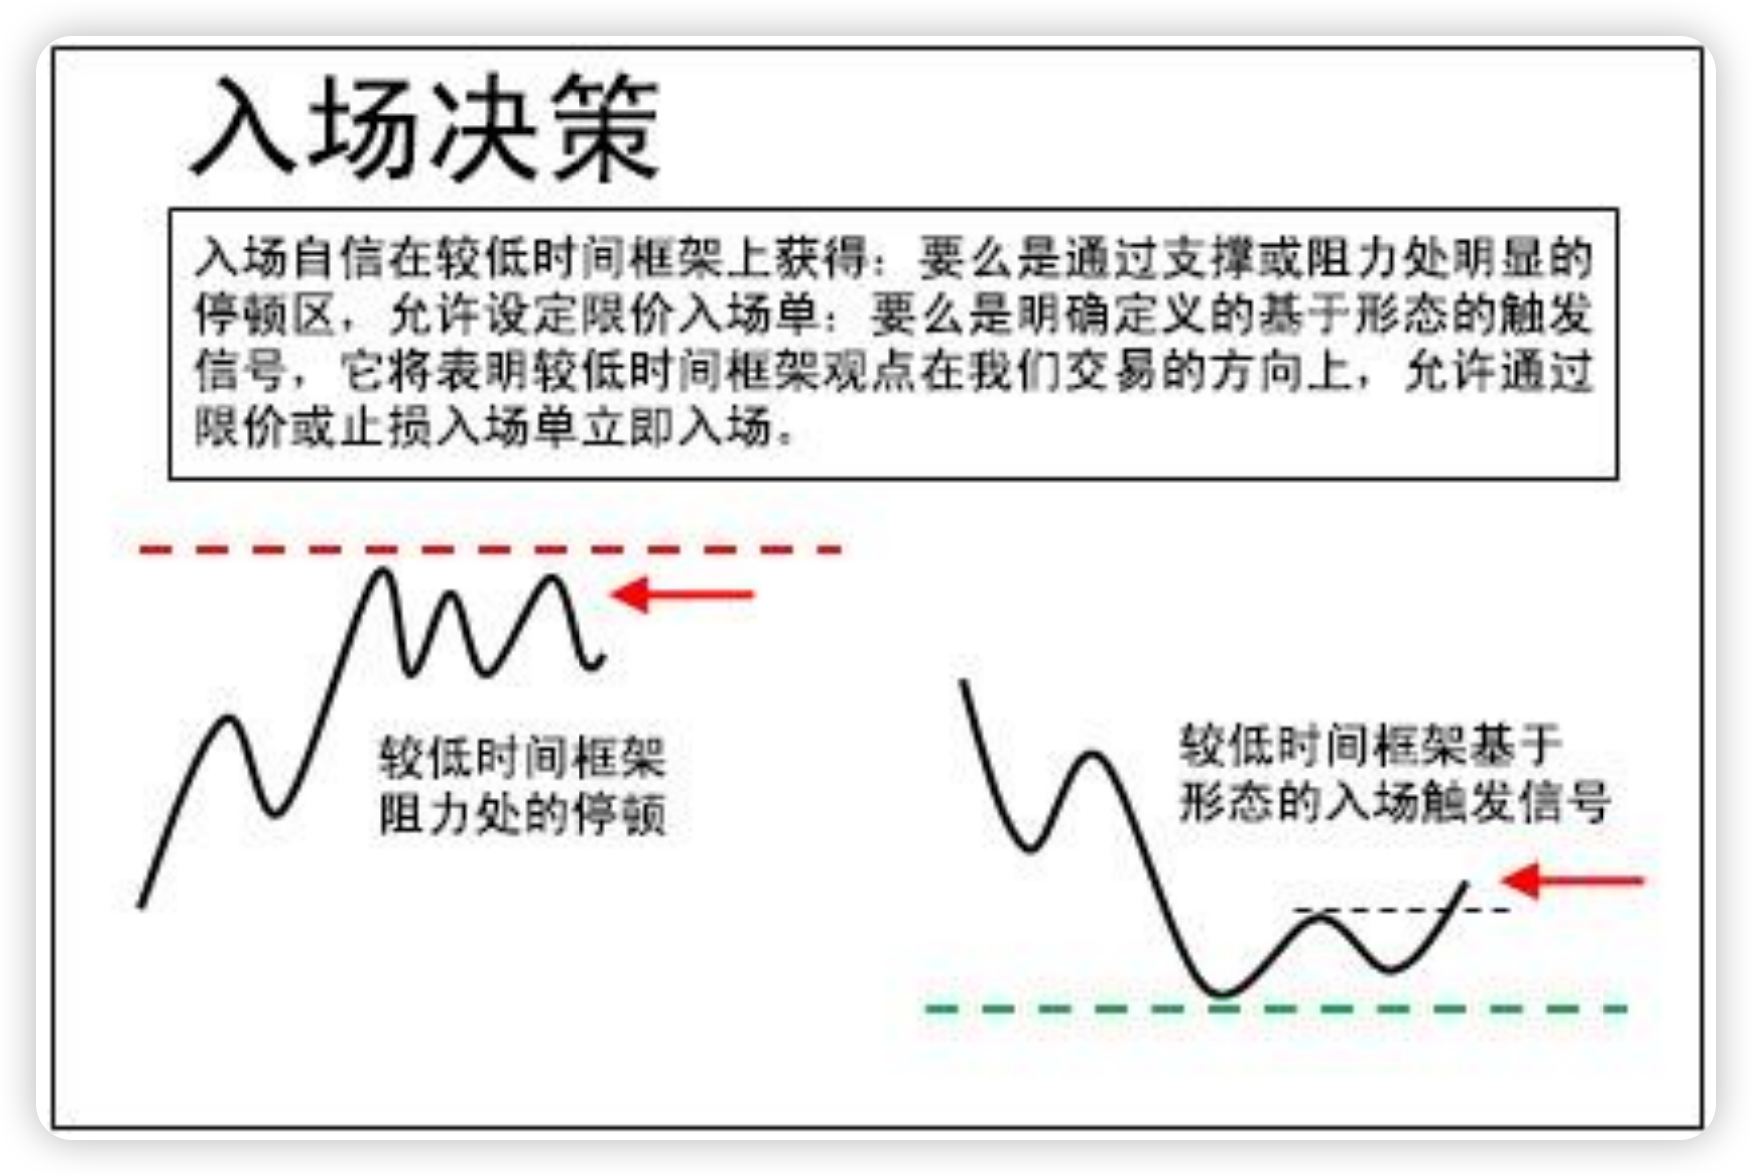 入场决策
入场自信在较低时间框架上获得：要么是通过支撑或阻力处明显的
停顿区，允许设定限价入场单：要么是明确定义的基于形态的触发
信号，它将表明较低时间框架观点在我们交易的方向上，允许通过
限价或止损入场单立即入场。
较低时间框架
阻力处的停顿
较低时间框架基于
形态的入场触发信号